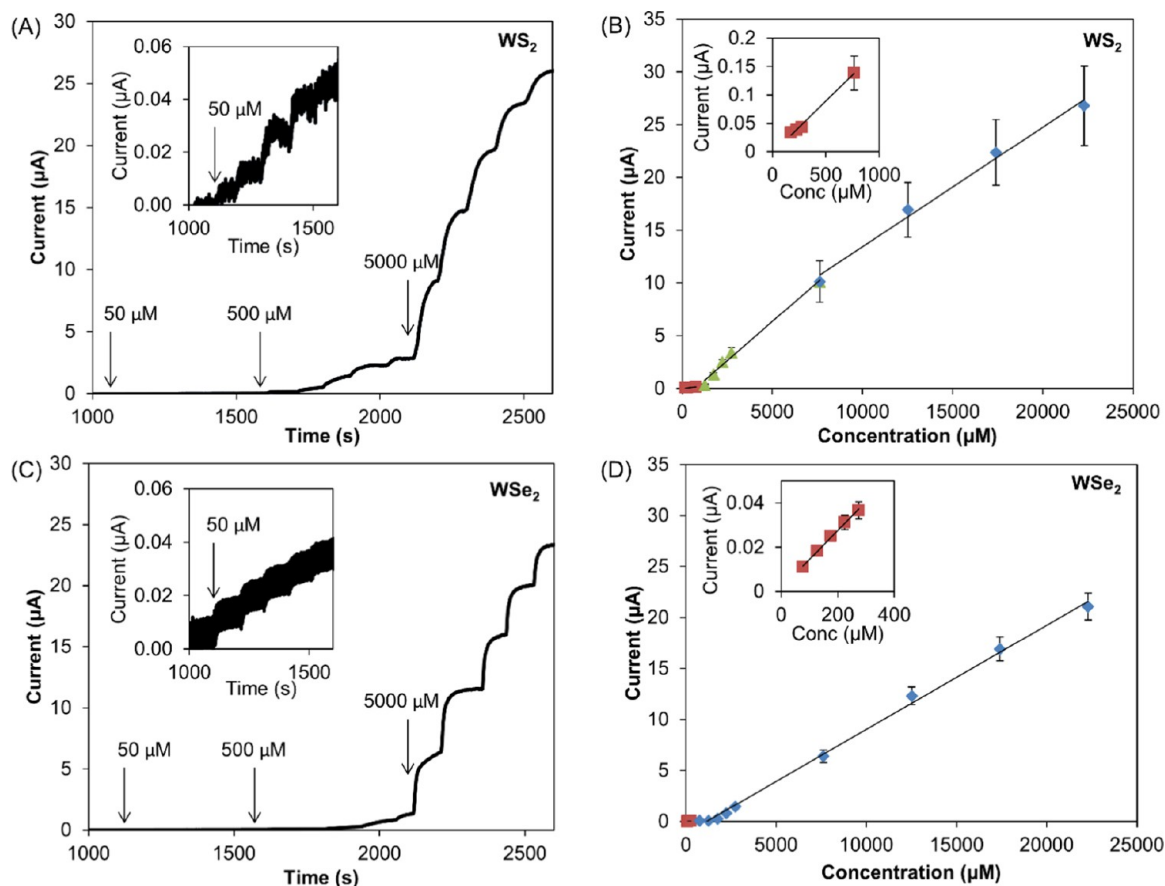 (A)
WS2
30
25
20
15
10
5
0
Current (µA)
1000 1500 2000 2500
Time (s)
50 µM
500 µM
5000 µM
0.06
0.04
0.02
0.00
Current (µA)
50 µM
1000 1500
Time (s)
(B)
WS2
35
30
25
20
15
10
5
0
Current (µA)
0 5000 10000 15000 20000 25000
Concentration (µM)
0.2
0.15
0.1
0.05
0
Current (µA)
0 500 1000
Conc (µM)
(C)
WSe2
30
25
20
15
10
5
0
Current (µA)
1000 1500 2000 2500
Time (s)
50 µM
500 µM
5000 µM
0.06
0.04
0.02
0.00
Current (µA)
50 µM
1000 1500
Time (s)
(D)
WSe2
35
30
25
20
15
10
5
0
Current (µA)
0 5000 10000 15000 20000 25000
Concentration (µM)
0.04
0.02
0
Current (µA)
0 200 400
Conc (µM)